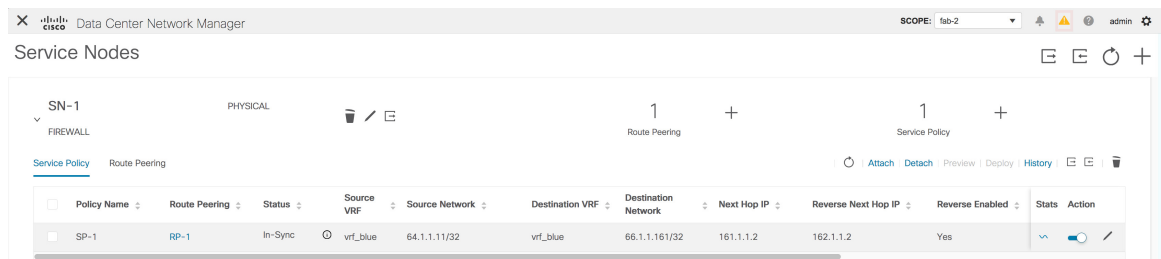 cisco Data Center Network Manager SCOPE: fab-2 admin
Service Nodes
SN-1 PHYSICAL 1 1
FIREWALL Route Peering Service Policy
Service Policy Route Peering Attach Detach Preview Deploy History
Policy Name Route Peering Status Source VRF Source Network Destination VRF Destination Network Next Hop IP Reverse Next Hop IP Reverse Enabled Stats Action
SP-1 RP-1 In-Sync vrf_blue 64.1.1.11/32 vrf_blue 66.1.1.161/32 161.1.1.2 162.1.1.2 Yes